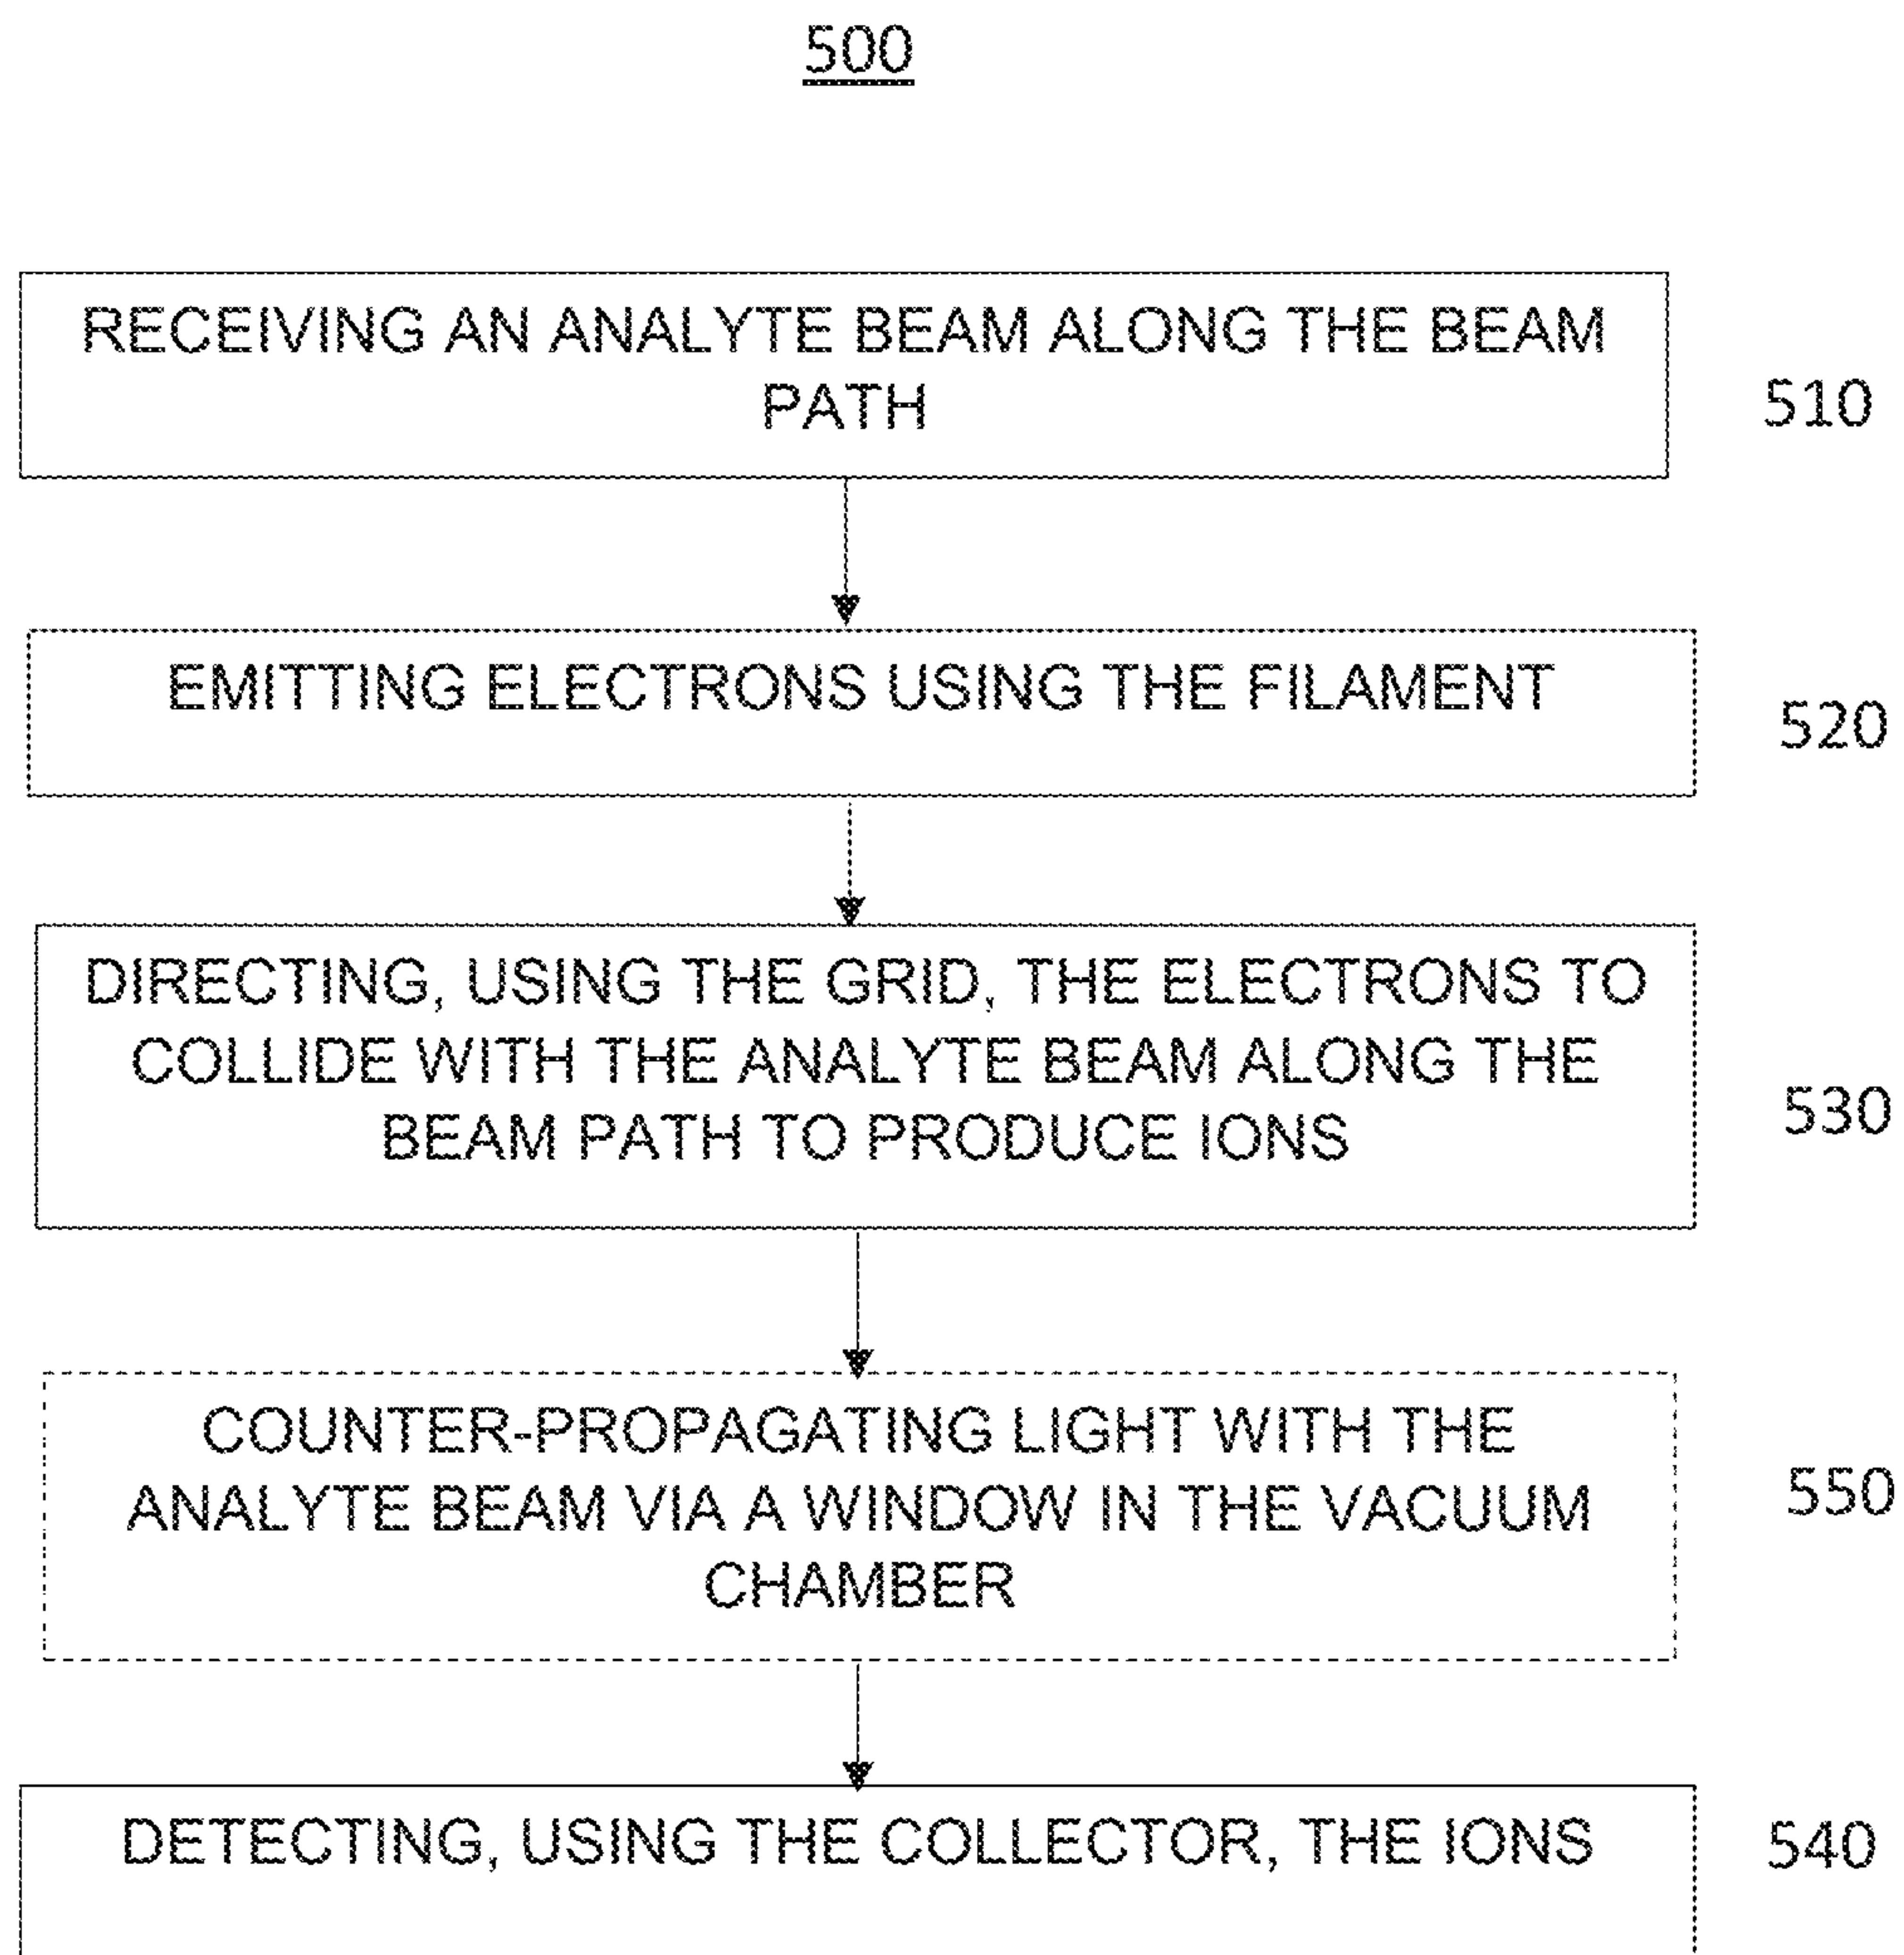 500
RECEIVING AN ANALYTE BEAM ALONG THE BEAM
PATH
510
EMITTING ELECTRONS USING THE FILAMENT
520
DIRECTING, USING THE GRID, THE ELECTRONS TO
COLLIDE WITH THE ANALYTE BEAM ALONG THE
BEAM PATH TO PRODUCE IONS
530
COUNTER-PROPAGATING LIGHT WITH THE
ANALYTE BEAM VIA A WINDOW IN THE VACUUM
CHAMBER
550
DETECTING, USING THE COLLECTOR, THE IONS
540